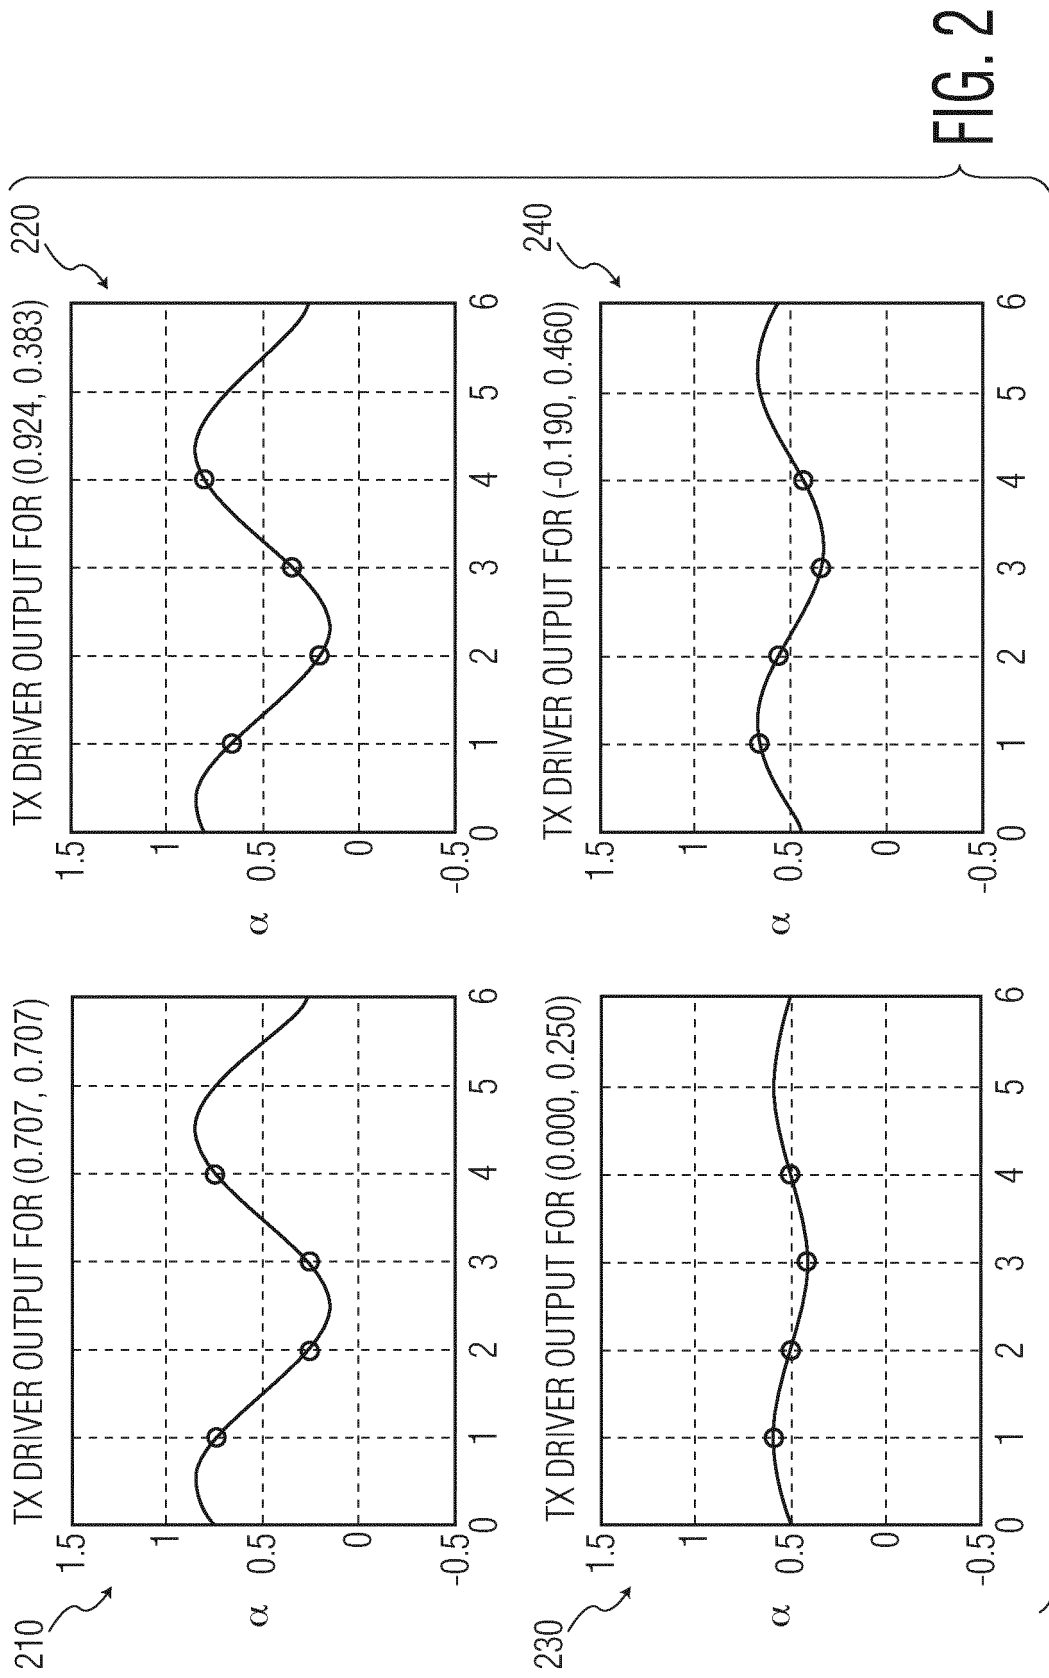 210
TX DRIVER OUTPUT FOR (0.707, 0.707)
1.5
1
0.5
0
-0.5
α
0 1 2 3 4 5 6
220
TX DRIVER OUTPUT FOR (0.924, 0.383)
1.5
1
0.5
0
-0.5
α
0 1 2 3 4 5 6
230
TX DRIVER OUTPUT FOR (0.000, 0.250)
1.5
1
0.5
0
-0.5
α
0 1 2 3 4 5 6
240
TX DRIVER OUTPUT FOR (-0.190, 0.460)
1.5
1
0.5
0
-0.5
α
0 1 2 3 4 5 6
FIG. 2